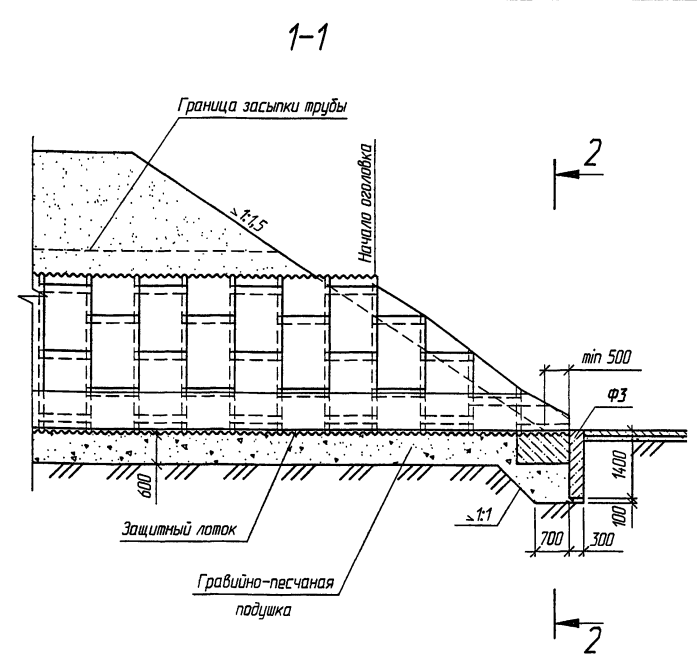 1-1
Граница засыпки трубы
Начало оголовка
2
≥1:1,5
min 500
Ф3
600
1400
Защитный лоток
≥1:1
100
700
300
Гравийно-песчаная
подушка
2